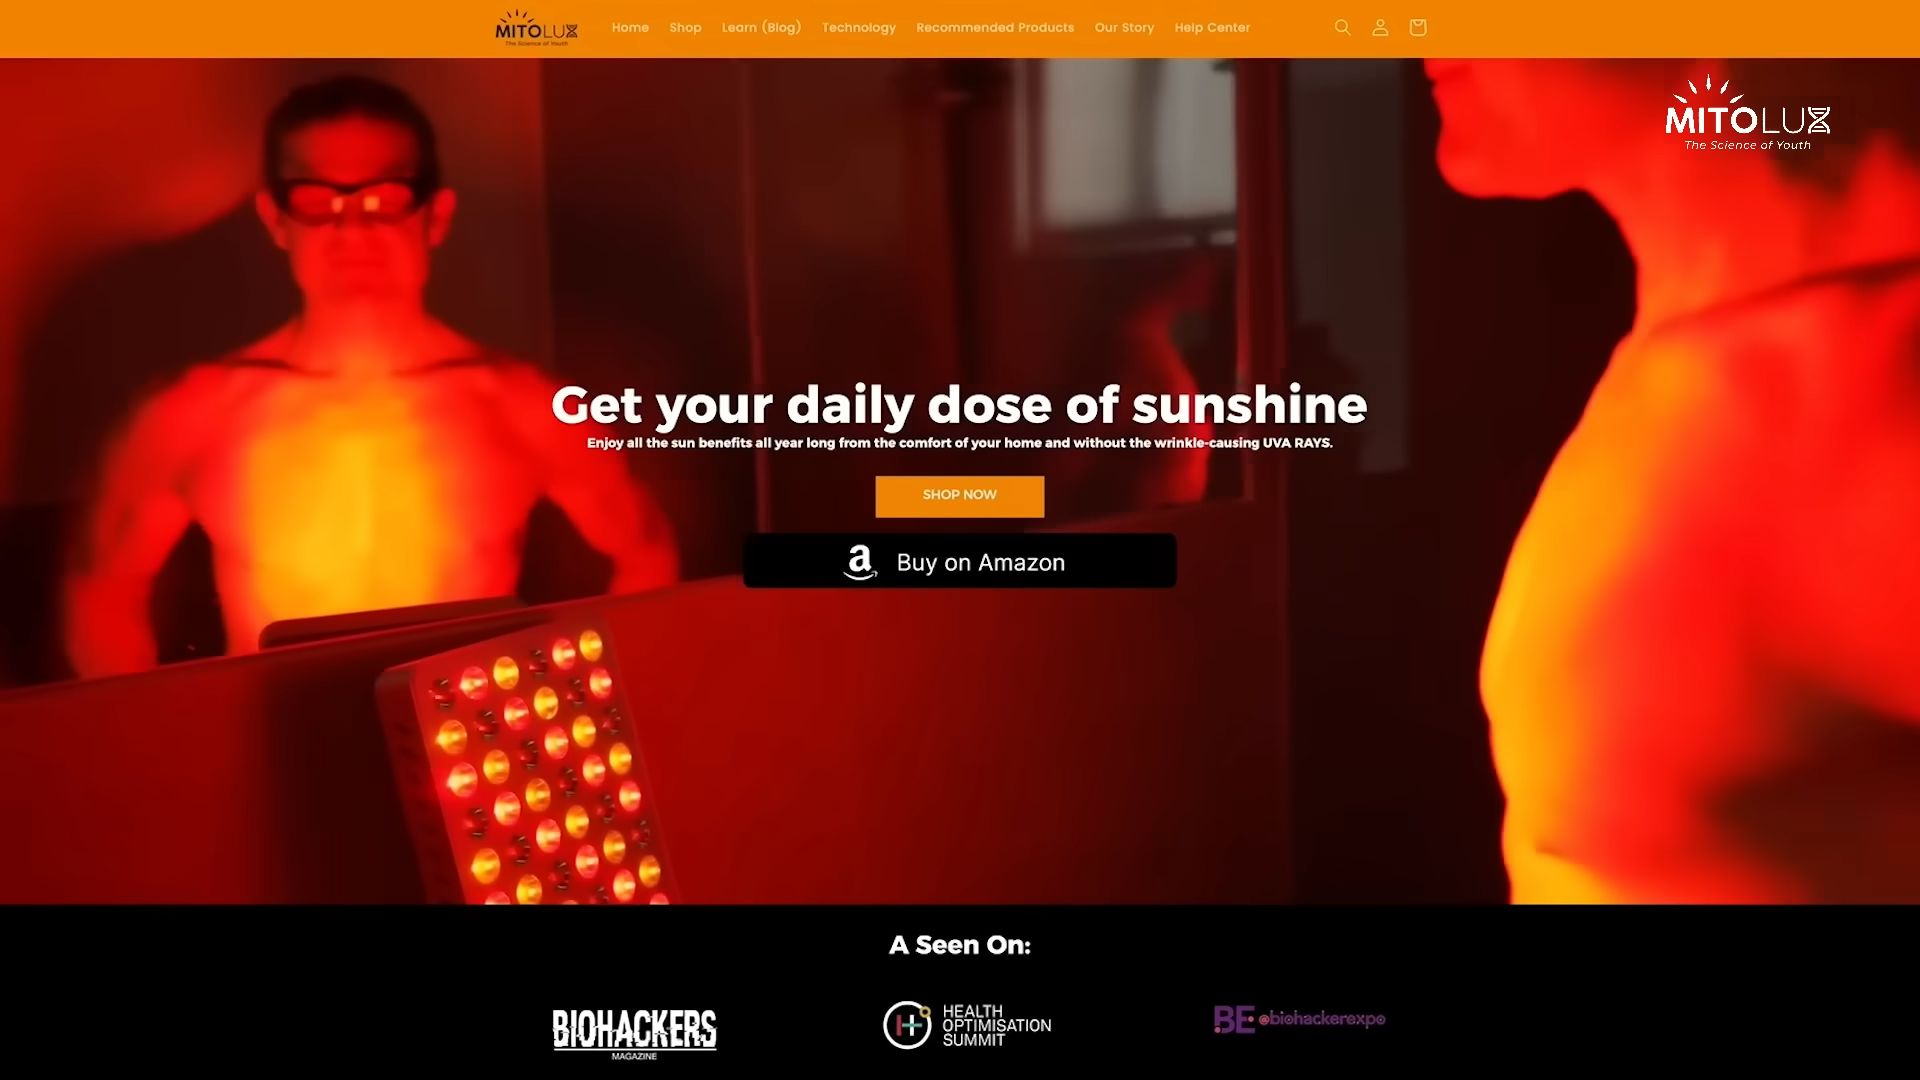 MITOLUX
The Science of Youth
Home
Shop
Learn (Blog)
Technology
Recommended Products
Our Story
Help Center
MITOLUX
The Science of Youth
Get your daily dose of sunshine
Enjoy all the sun benefits all year long from the comfort of your home and without the wrinkle-causing UVA RAYS.
SHOP NOW
a Buy on Amazon
A Seen On:
BIOHACKERS
MAGAZINE
HEALTH
OPTIMISATION
SUMMIT
BE @biohackerexpo